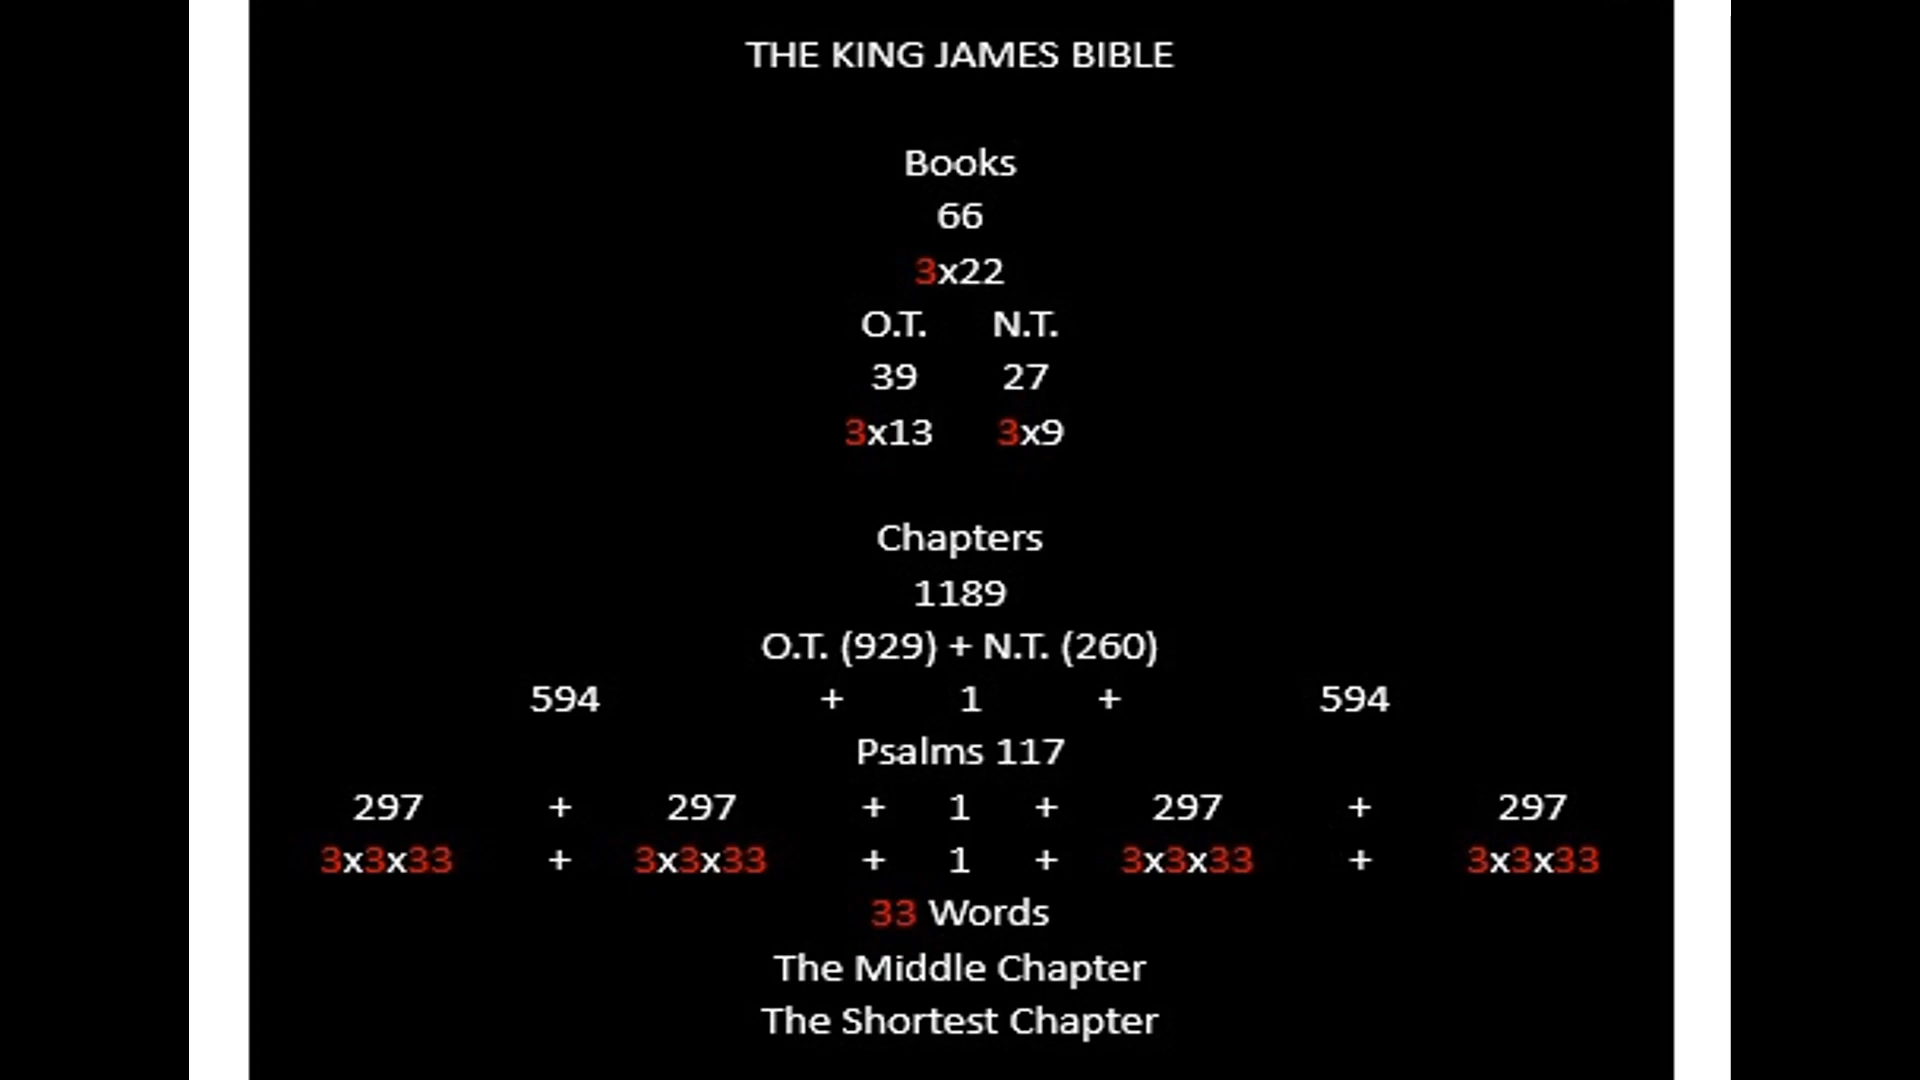 THE KING JAMES BIBLE
Books
66
3x22
O.T. N.T.
39 27
3x13 3x9
Chapters
1189
O.T. (929) + N.T. (260)
594 + 1 + 594
Psalms 117
297 + 297 + 1 + 297 + 297
3x3x33 + 3x3x33 + 1 + 3x3x33 + 3x3x33
33 Words
The Middle Chapter
The Shortest Chapter